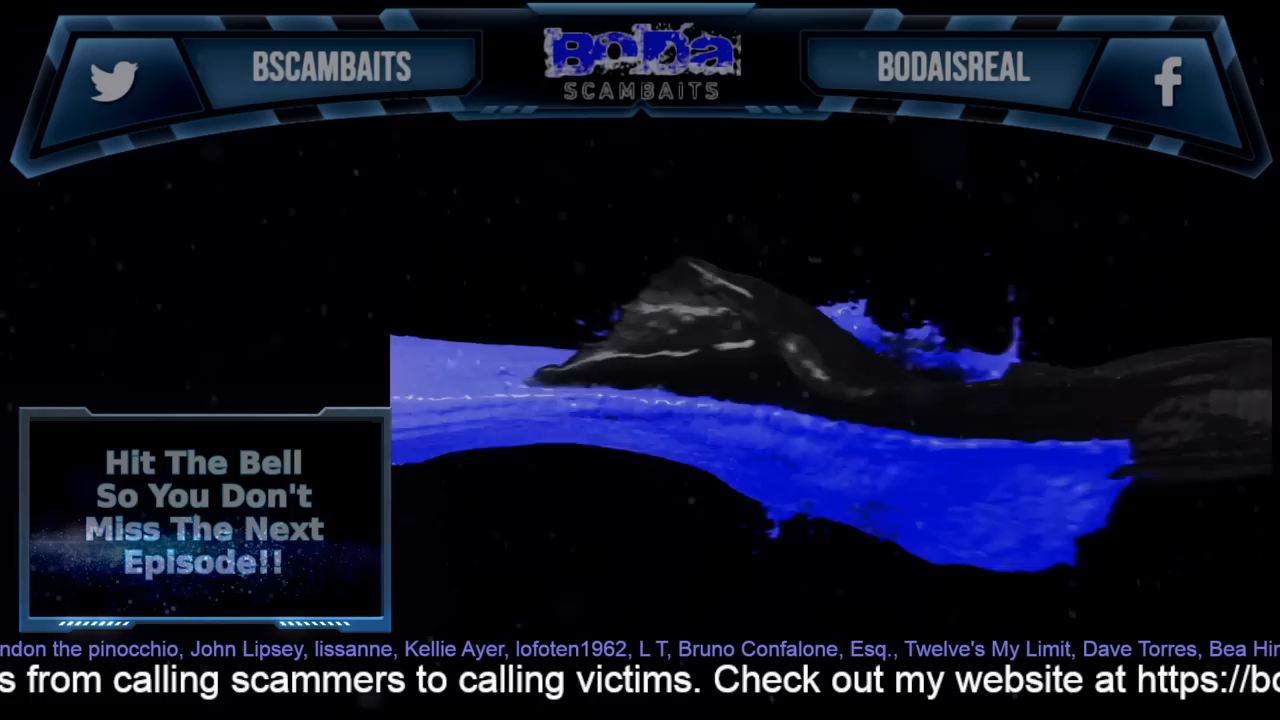 BSCAMBAITS
BoDa
SCAMBAITS
BODAISREAL
Hit The Bell
So You Don't
Miss The Next
Episode!!
ndon the pinocchio, John Lipsey, lissanne, Kellie Ayer, lofoten1962, L T, Bruno Confalone, Esq., Twelve's My Limit, Dave Torres, Bea Hir
s from calling scammers to calling victims. Check out my website at https://bo